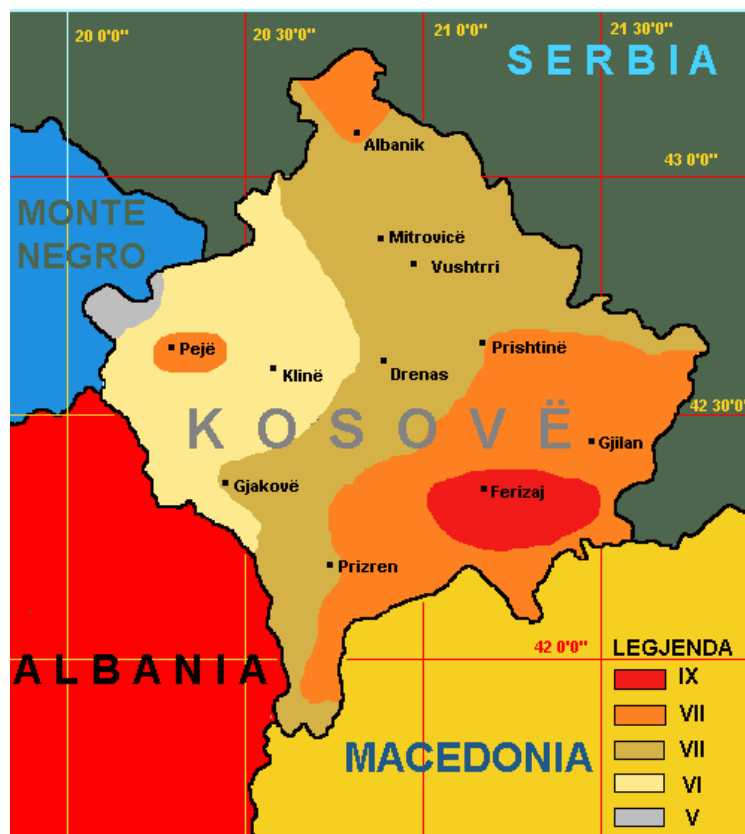 20 0'0"
20 30'0"
21 0'0"
21 30'0"
SERBIA
Albanik
43 0'0"
MONTE
NEGRO
Mitrovicë
Vushtrri
Pejë
Prishtinë
Klinë
Drenas
42 30'0"
KOSOVË
Gjilan
Gjakovë
Ferizaj
Prizren
42 0'0"
LEGJENDA
ALBANIA
IX
VII
MACEDONIA
VII
VI
V